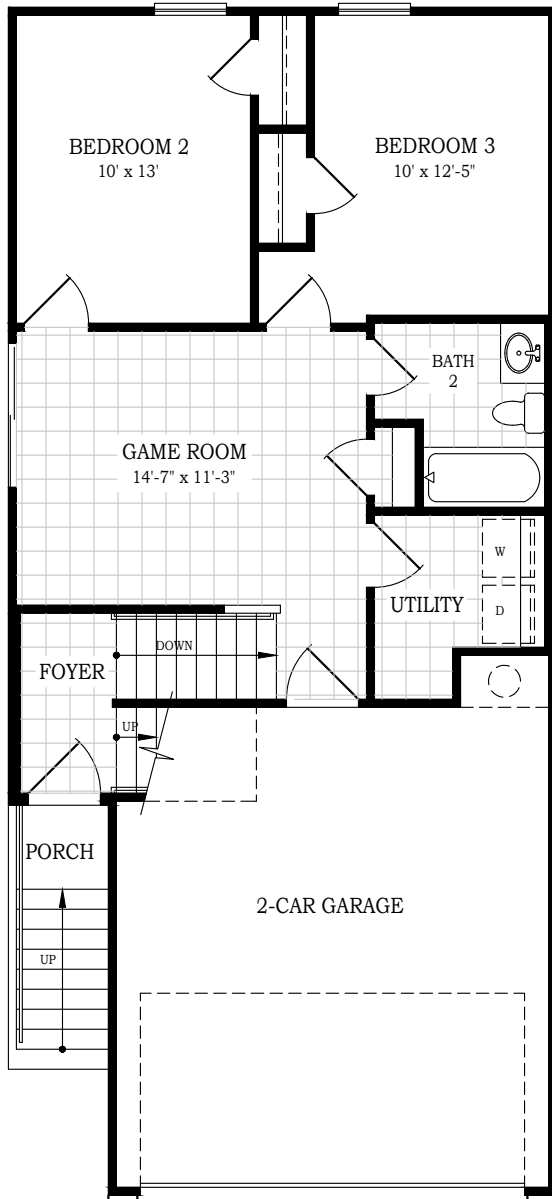 BEDROOM 2
10' x 13'
BEDROOM 3
10' x 12'-5"
BATH
2
GAME ROOM
14'-7" x 11'-3"
W
D
UTILITY
DOWN
FOYER
UP
PORCH
2-CAR GARAGE
UP